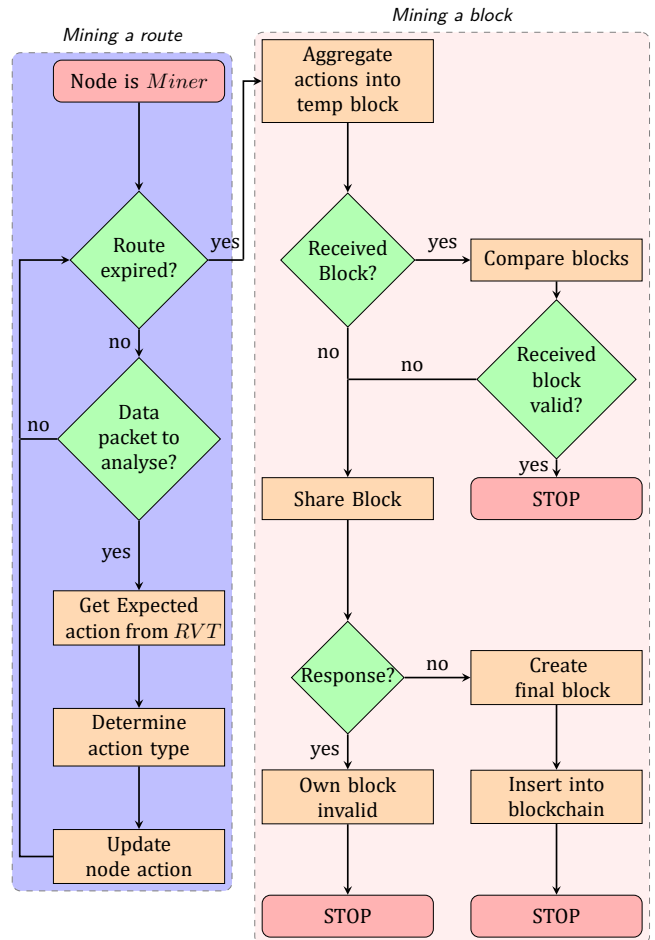 Mining a route
Node is Miner
Route
expired?
yes
no
Data
packet to
analyse?
no
yes
Get Expected
action from RVT
Determine
action type
Update
node action
Mining a block
Aggregate
actions into
temp block
Received
Block?
yes
Compare blocks
no
no
Received
block
valid?
yes
STOP
Share Block
Response?
no
Create
final block
yes
Own block
invalid
Insert into
blockchain
STOP
STOP